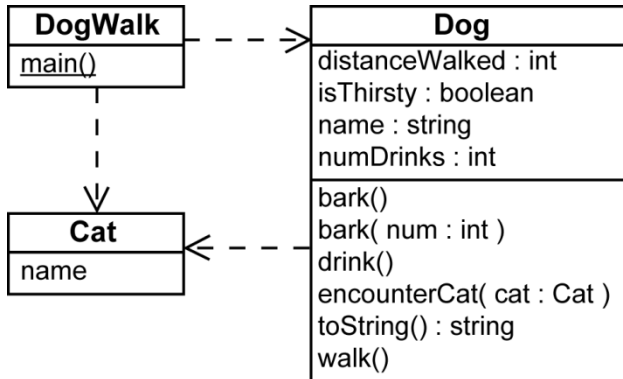 DogWalk
main()
Dog
distanceWalked : int
isThirsty : boolean
name : string
numDrinks : int
bark()
bark( num : int )
drink()
encounterCat( cat : Cat )
toString() : string
walk()
Cat
name